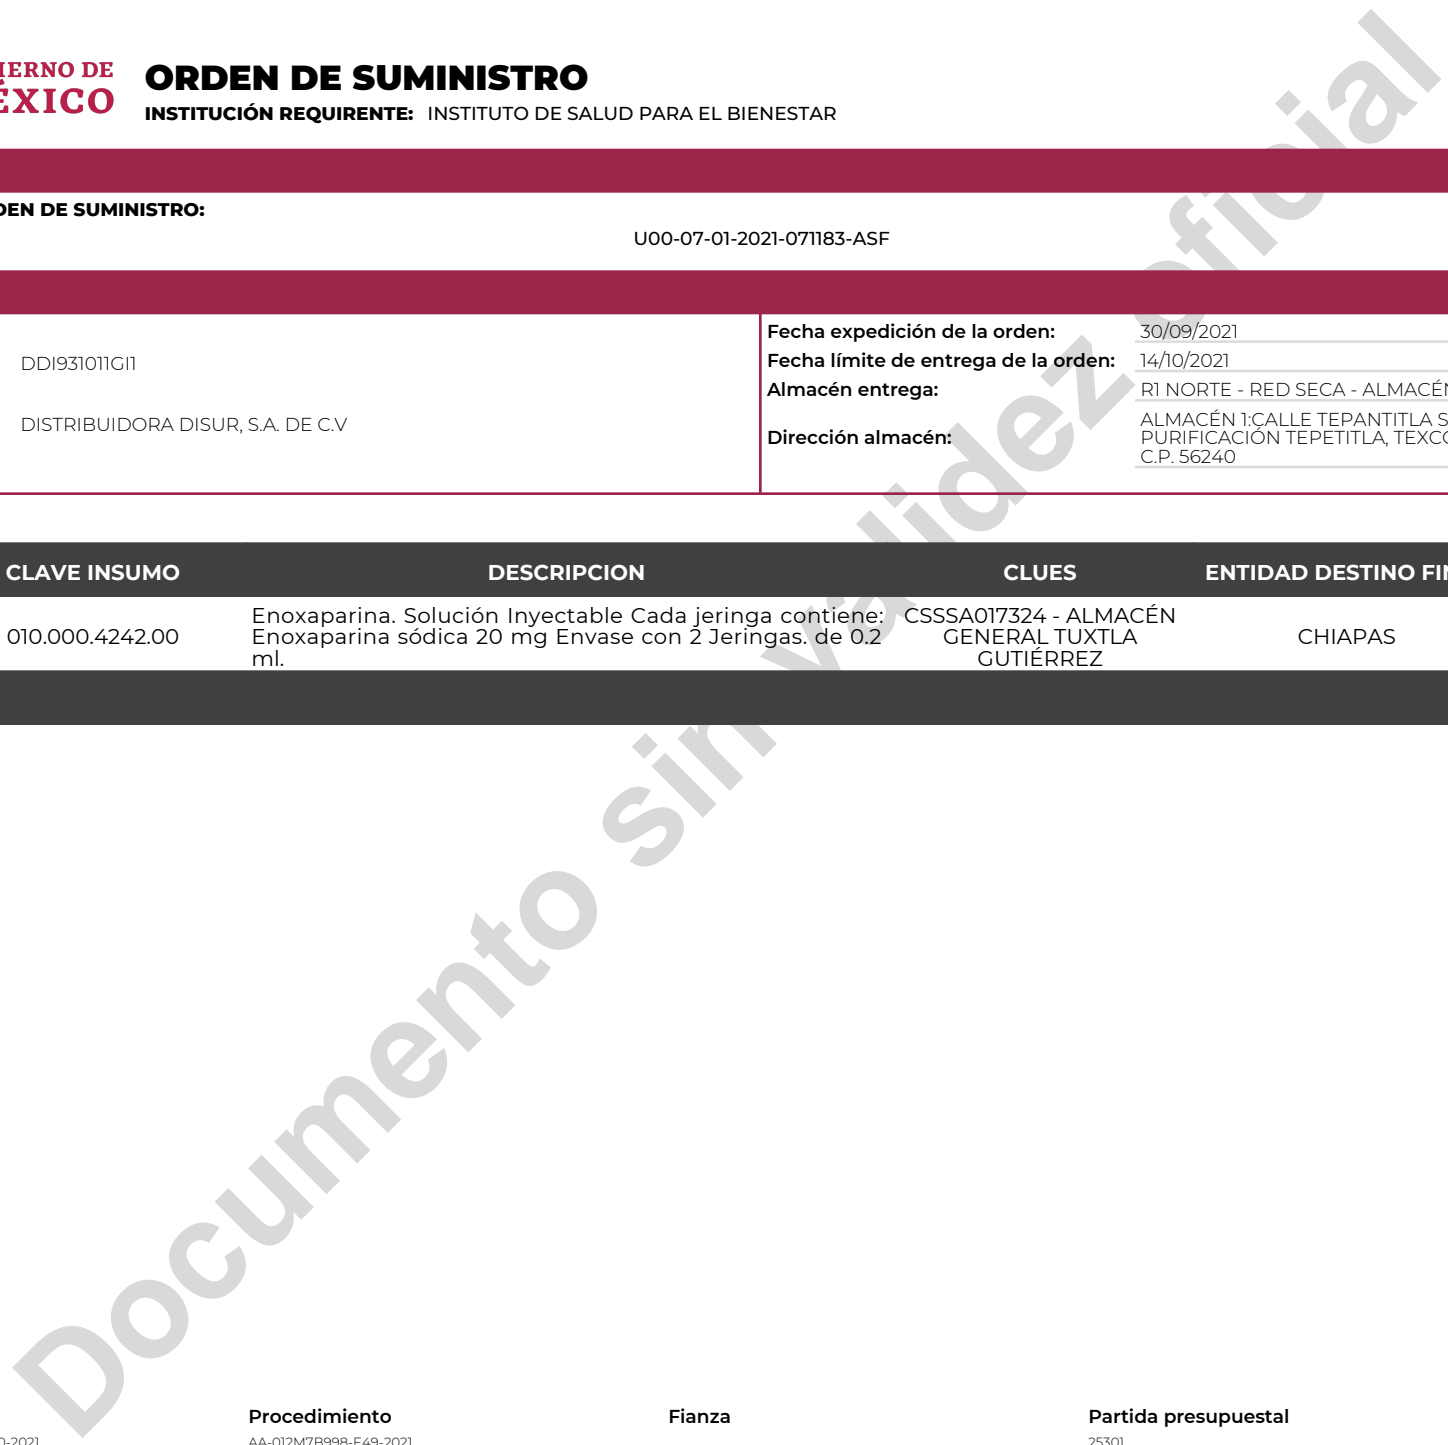 IERNO DE
ÉXICO
ORDEN DE SUMINISTRO
INSTITUCIÓN REQUIRENTE: INSTITUTO DE SALUD PARA EL BIENESTAR
DEN DE SUMINISTRO:
U00-07-01-2021-071183-ASF
DDI931011GI1
DISTRIBUIDORA DISUR, S.A. DE C.V
Fecha expedición de la orden: 30/09/2021
Fecha límite de entrega de la orden: 14/10/2021
Almacén entrega: R1 NORTE - RED SECA - ALMACÉN
Dirección almacén:
ALMACÉN 1:CALLE TEPANTITLA S
PURIFICACIÓN TEPETITLA, TEXCO
C.P. 56240
CLAVE INSUMO DESCRIPCION CLUES ENTIDAD DESTINO FIN
010.000.4242.00
Enoxaparina. Solución Inyectable Cada jeringa contiene:
Enoxaparina sódica 20 mg Envase con 2 Jeringas. de 0.2
ml.
CSSSA017324 - ALMACÉN
GENERAL TUXTLA
GUTIÉRREZ
CHIAPAS
Documento sin validez oficial
Procedimiento Fianza Partida presupuestal
0-2021 AA-012M7B998-E49-2021 25301